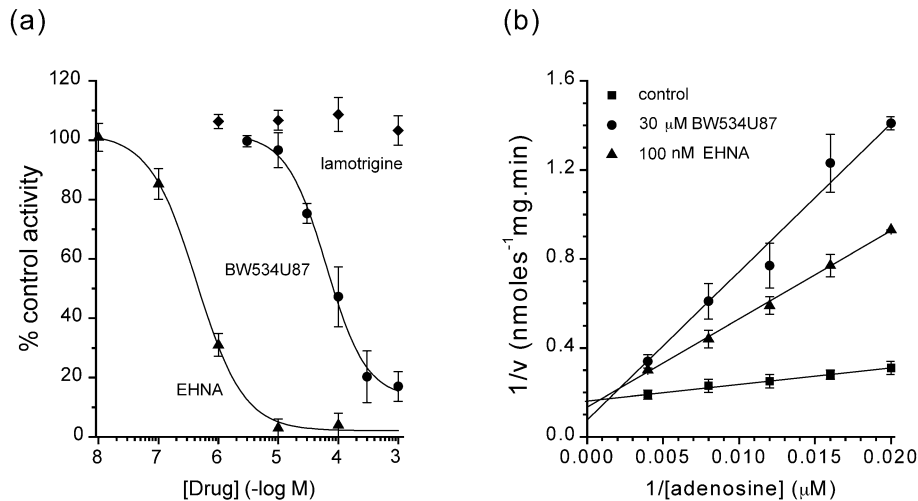 (a)
120
100
80
60
40
20
0
% control activity
lamotrigine
BW534U87
EHNA
8 7 6 5 4 3
[Drug] (-log M)
(b)
1.6
1.2
0.8
0.4
0.0
1/v (nmoles⁻¹mg.min)
control
30 μM BW534U87
100 nM EHNA
0.000 0.005 0.010 0.015 0.020
1/[adenosine] (μM)